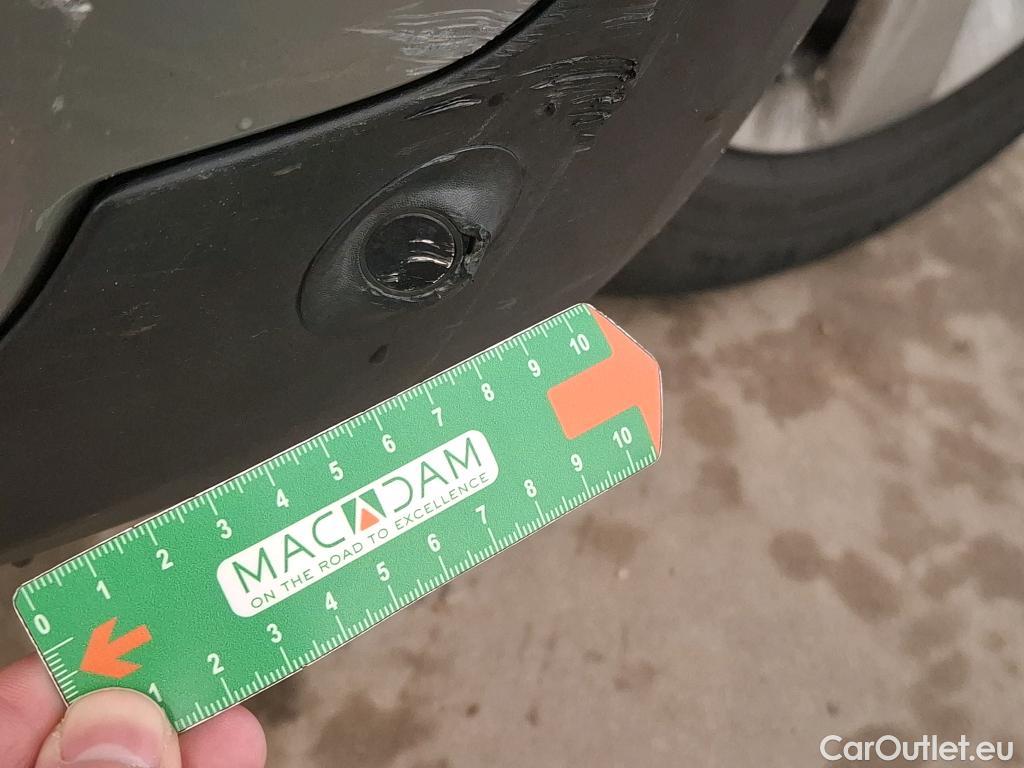 0 1 2 3 4 5 6 7 8 9 10
MACADAM
ON THE ROAD TO EXCELLENCE
1 2 3 4 5 6 7 8 9 10
CarOutlet.eu